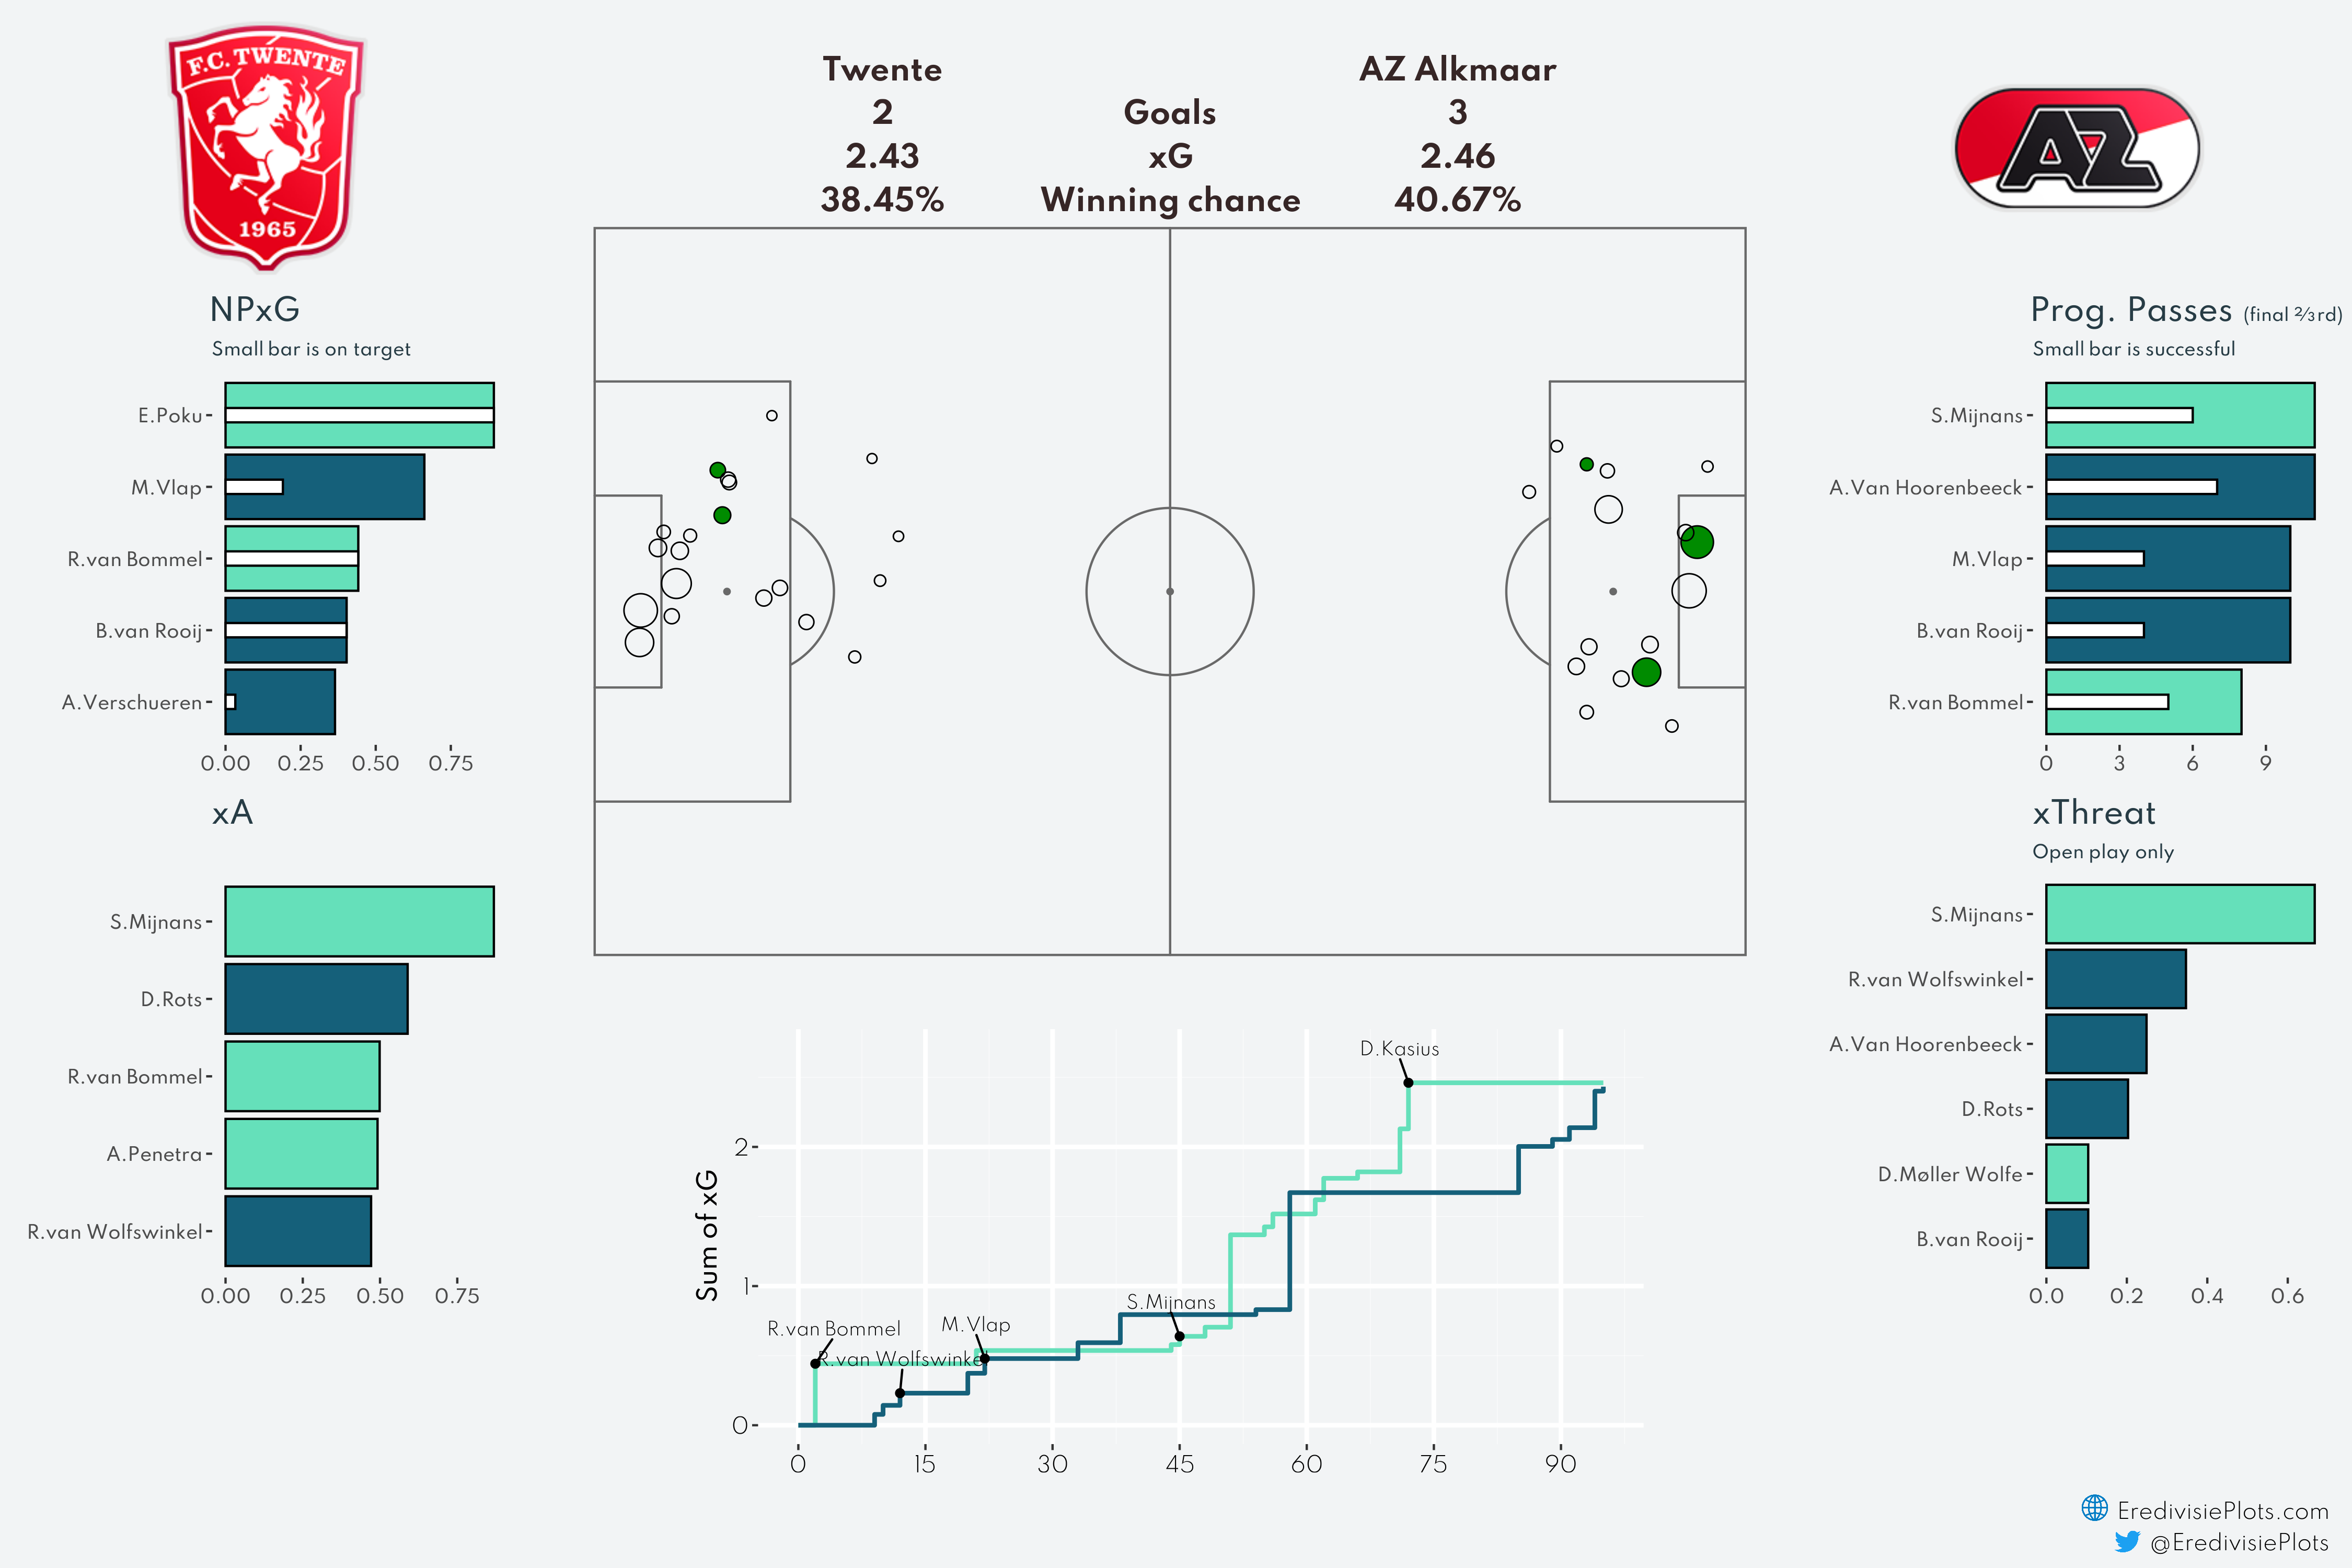 F.C. TWENTE
1965
Twente AZ Alkmaar
2 Goals 3
2.43 xG 2.46
38.45% Winning chance 40.67%
AZ
NPxG
Small bar is on target
E.Poku
M.Vlap
R.van Bommel
B.van Rooij
A.Verschueren
0.00 0.25 0.50 0.75
xA
S.Mijnans
D.Rots
R.van Bommel
A.Penetra
R.van Wolfswinkel
0.00 0.25 0.50 0.75
Sum of xG
2
1
0
R.van Bommel
R.van Wolfswinkel
M.Vlap
S.Mijnans
D.Kasius
0 15 30 45 60 75 90
Prog. Passes (final ⅔rd)
Small bar is successful
S.Mijnans
A.Van Hoorenbeeck
M.Vlap
B.van Rooij
R.van Bommel
0 3 6 9
xThreat
Open play only
S.Mijnans
R.van Wolfswinkel
A.Van Hoorenbeeck
D.Rots
D.Møller Wolfe
B.van Rooij
0.0 0.2 0.4 0.6
EredivisiePlots.com
@EredivisiePlots